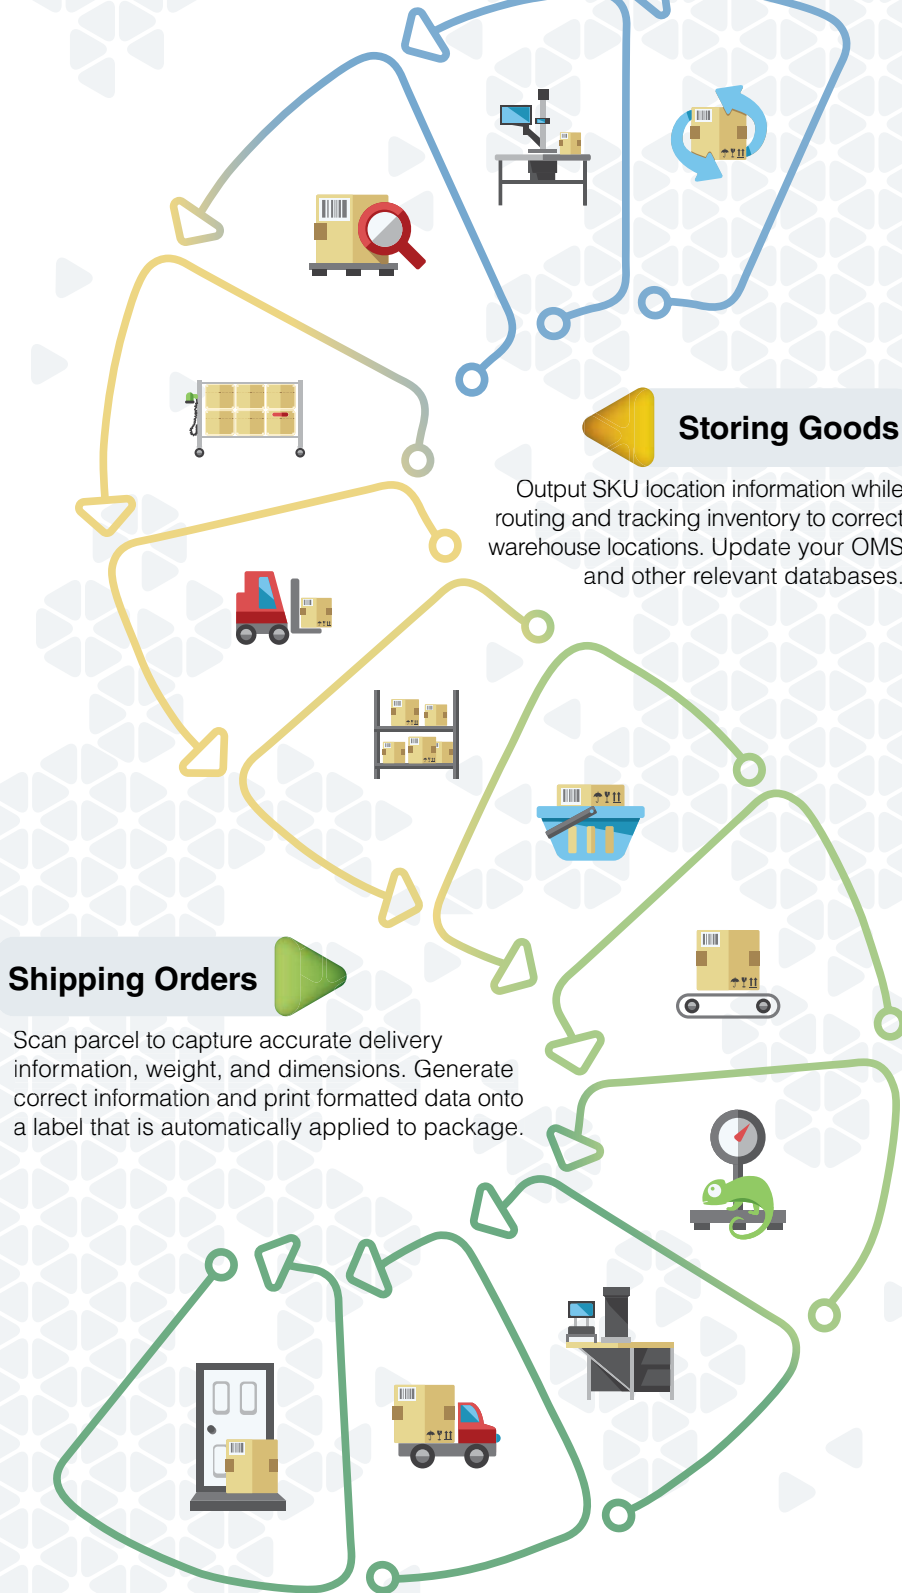 Storing Goods
Output SKU location information while
routing and tracking inventory to correct
warehouse locations. Update your OMS
and other relevant databases.
Shipping Orders
Scan parcel to capture accurate delivery
information, weight, and dimensions. Generate
correct information and print formatted data onto
a label that is automatically applied to package.